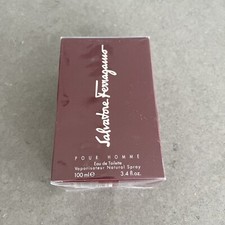 Salvatore Ferragamo
POUR HOMME
Eau de Toilette
Vaporisateur Natural Spray
100 ml e 3.4 fl.oz.